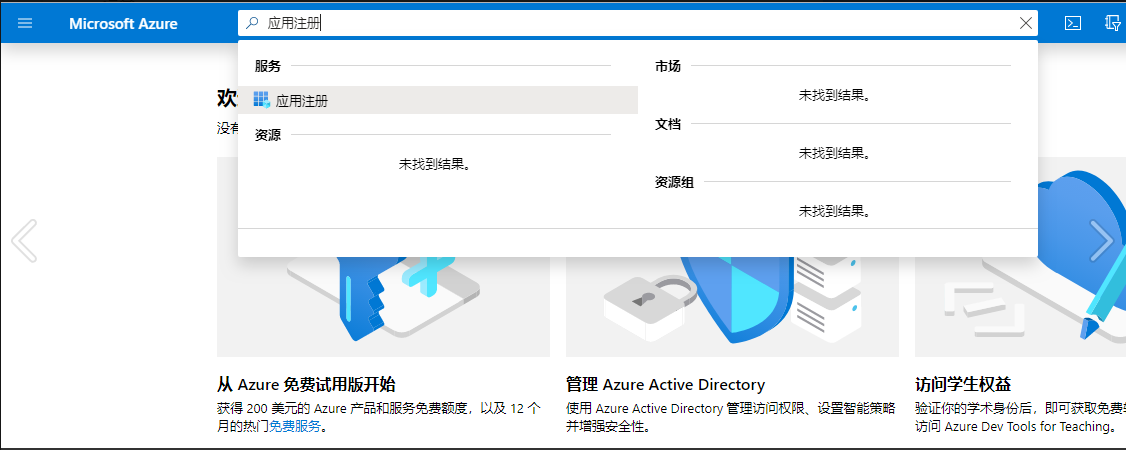 Microsoft Azure
应用注册
服务
应用注册
资源
未找到结果。
市场
未找到结果。
文档
未找到结果。
资源组
未找到结果。
欢
没有
从 Azure 免费试用版开始
获得 200 美元的 Azure 产品和服务免费额度，以及 12 个
月的热门免费服务。
管理 Azure Active Directory
使用 Azure Active Directory 管理访问权限、设置智能策略
并增强安全性。
访问学生权益
验证你的学术身份后，即可获取免费
访问 Azure Dev Tools for Teaching。